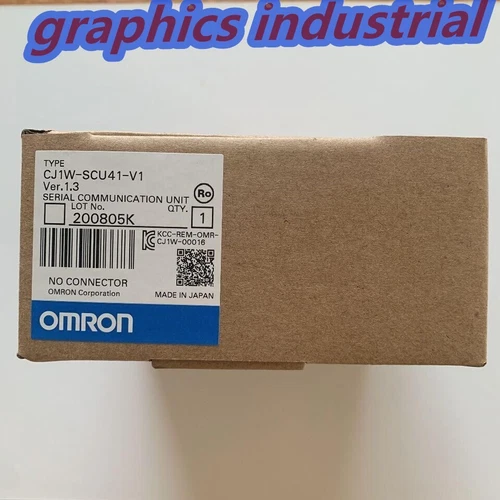 graphics industrial
TYPE
CJ1W-SCU41-V1
Ver.1.3
SERIAL COMMUNICATION UNIT
Ro
LOT No.
QTY.
200805K
1
KCC-REM-OMR-
CJ1W-00016
NO CONNECTOR
OMRON Corporation
MADE IN JAPAN
OMRON